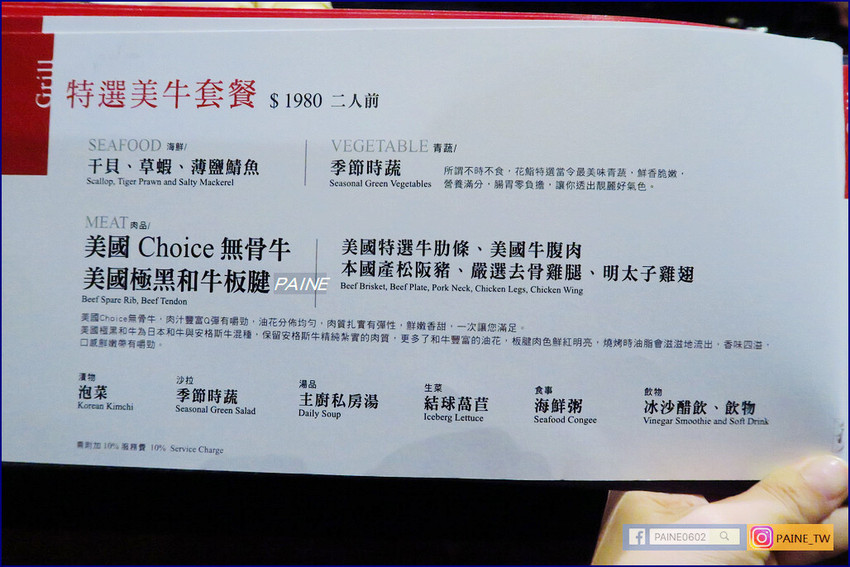 Grill
特選美牛套餐 $1980 二人前
SEAFOOD 海鮮/
干貝、草蝦、薄鹽鯖魚
Scallop, Tiger Prawn and Salty Mackerel
VEGETABLE 青蔬/
季節時蔬
Seasonal Green Vegetables
所謂不時不食，花鮨特選當令最美味青蔬，鮮香脆嫩，
營養滿分，腸胃零負擔，讓你透出靚麗好氣色。
MEAT 肉品/
美國 Choice 無骨牛
美國極黑和牛板腱
Beef Spare Rib, Beef Tendon
美國特選牛肋條、美國牛腹肉
本國產松阪豬、嚴選去骨雞腿、明太子雞翅
Beef Brisket, Beef Plate, Pork Neck, Chicken Legs, Chicken Wing
PAINE
美國Choice無骨牛，肉汁豐富Q彈有嚼勁，油花分佈均勻，肉質扎實有彈性，鮮嫩香甜，一次讓您滿足。
美國極黑和牛為日本和牛與安格斯牛混種，保留安格斯牛精純紮實的肉質，更多了和牛豐富的油花，板腱肉色鮮紅明亮，燒烤時油脂會滋滋地流出，香味四溢，
口感鮮嫩帶有嚼勁。
漬物
泡菜
Korean Kimchi
沙拉
季節時蔬
Seasonal Green Salad
湯品
主廚私房湯
Daily Soup
生菜
結球萵苣
Iceberg Lettuce
食事
海鮮粥
Seafood Congee
飲物
冰沙醋飲、飲物
Vinegar Smoothie and Soft Drink
需附加 10% 服務費 10% Service Charge
PAINE0602
PAINE_TW